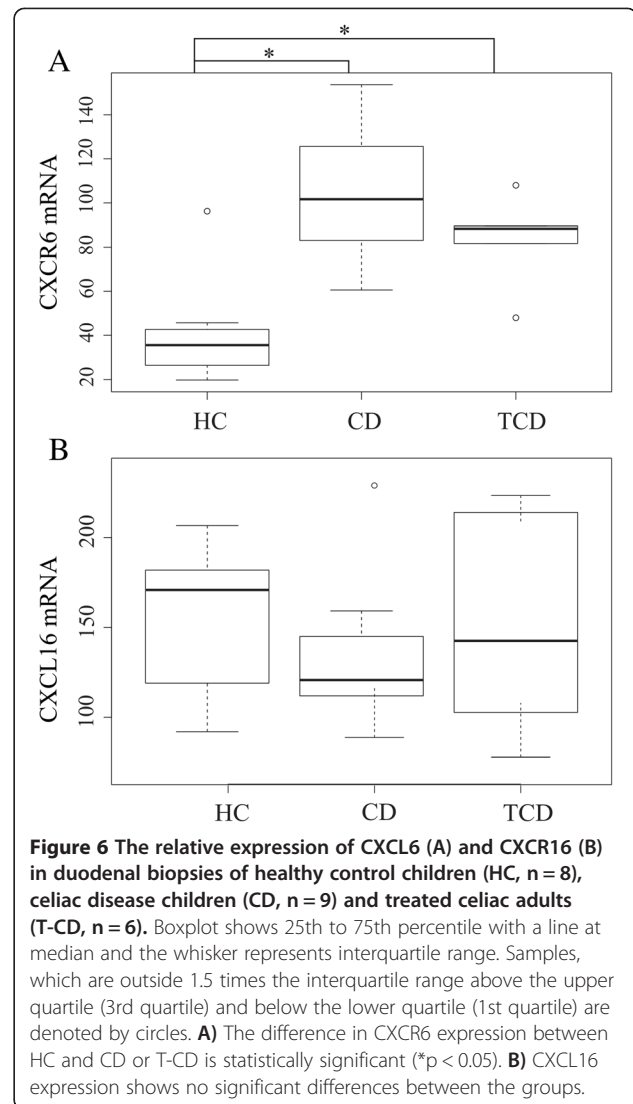 *
A
*
CXCR6 mRNA
140
120
100
80
60
40
20
HC CD TCD
B
CXCL16 mRNA
200
150
100
HC CD TCD
Figure 6 The relative expression of CXCL6 (A) and CXCR16 (B)
in duodenal biopsies of healthy control children (HC, n = 8),
celiac disease children (CD, n = 9) and treated celiac adults
(T-CD, n = 6). Boxplot shows 25th to 75th percentile with a line at
median and the whisker represents interquartile range. Samples,
which are outside 1.5 times the interquartile range above the upper
quartile (3rd quartile) and below the lower quartile (1st quartile) are
denoted by circles. A) The difference in CXCR6 expression between
HC and CD or T-CD is statistically significant (*p < 0.05). B) CXCL16
expression shows no significant differences between the groups.